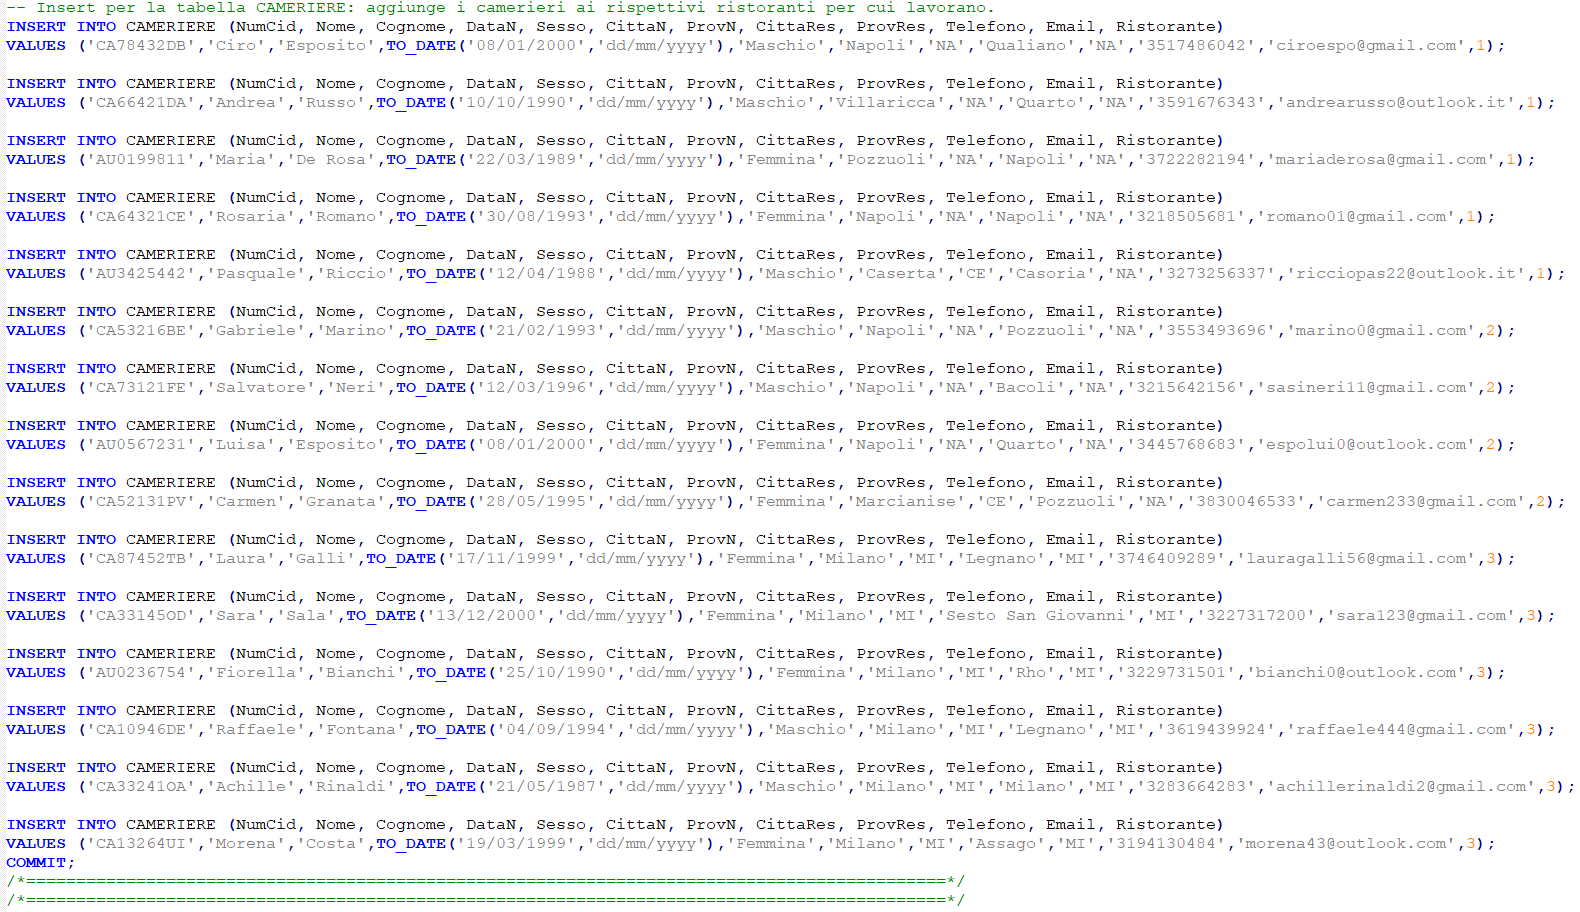 -- Insert per la tabella CAMERIERE: aggiunge i camerieri ai rispettivi ristoranti per cui lavorano.
INSERT INTO CAMERIERE (NumCid, Nome, Cognome, DataN, Sesso, CittaN, ProvN, CittaRes, ProvRes, Telefono, Email, Ristorante)
VALUES ('CA78432DB','Ciro','Esposito',TO_DATE('08/01/2000','dd/mm/yyyy'),'Maschio','Napoli','NA','Qualiano','NA','3517486042','ciroespo@gmail.com',1);
INSERT INTO CAMERIERE (NumCid, Nome, Cognome, DataN, Sesso, CittaN, ProvN, CittaRes, ProvRes, Telefono, Email, Ristorante)
VALUES ('CA66421DA','Andrea','Russo',TO_DATE('10/10/1990','dd/mm/yyyy'),'Maschio','Villaricca','NA','Quarto','NA','3591676343','andrearusso@outlook.it',1);
INSERT INTO CAMERIERE (NumCid, Nome, Cognome, DataN, Sesso, CittaN, ProvN, CittaRes, ProvRes, Telefono, Email, Ristorante)
VALUES ('AU0199811','Maria','De Rosa',TO_DATE('22/03/1989','dd/mm/yyyy'),'Femmina','Pozzuoli','NA','Napoli','NA','3722282194','mariaderosa@gmail.com',1);
INSERT INTO CAMERIERE (NumCid, Nome, Cognome, DataN, Sesso, CittaN, ProvN, CittaRes, ProvRes, Telefono, Email, Ristorante)
VALUES ('CA64321CE','Rosaria','Romano',TO_DATE('30/08/1993','dd/mm/yyyy'),'Femmina','Napoli','NA','Napoli','NA','3218505681','romano01@gmail.com',1);
INSERT INTO CAMERIERE (NumCid, Nome, Cognome, DataN, Sesso, CittaN, ProvN, CittaRes, ProvRes, Telefono, Email, Ristorante)
VALUES ('AU3425442','Pasquale','Riccio',TO_DATE('12/04/1988','dd/mm/yyyy'),'Maschio','Caserta','CE','Casoria','NA','3273256337','ricciopas22@outlook.it',1);
INSERT INTO CAMERIERE (NumCid, Nome, Cognome, DataN, Sesso, CittaN, ProvN, CittaRes, ProvRes, Telefono, Email, Ristorante)
VALUES ('CA53216BE','Gabriele','Marino',TO_DATE('21/02/1993','dd/mm/yyyy'),'Maschio','Napoli','NA','Pozzuoli','NA','3553493696','marino0@gmail.com',2);
INSERT INTO CAMERIERE (NumCid, Nome, Cognome, DataN, Sesso, CittaN, ProvN, CittaRes, ProvRes, Telefono, Email, Ristorante)
VALUES ('CA73121FE','Salvatore','Neri',TO_DATE('12/03/1996','dd/mm/yyyy'),'Maschio','Napoli','NA','Bacoli','NA','3215642156','sasineri11@gmail.com',2);
INSERT INTO CAMERIERE (NumCid, Nome, Cognome, DataN, Sesso, CittaN, ProvN, CittaRes, ProvRes, Telefono, Email, Ristorante)
VALUES ('AU0567231','Luisa','Esposito',TO_DATE('08/01/2000','dd/mm/yyyy'),'Femmina','Napoli','NA','Quarto','NA','3445768683','espolui0@outlook.com',2);
INSERT INTO CAMERIERE (NumCid, Nome, Cognome, DataN, Sesso, CittaN, ProvN, CittaRes, ProvRes, Telefono, Email, Ristorante)
VALUES ('CA52131PV','Carmen','Granata',TO_DATE('28/05/1995','dd/mm/yyyy'),'Femmina','Marcianise','CE','Pozzuoli','NA','3830046533','carmen233@gmail.com',2);
INSERT INTO CAMERIERE (NumCid, Nome, Cognome, DataN, Sesso, CittaN, ProvN, CittaRes, ProvRes, Telefono, Email, Ristorante)
VALUES ('CA87452TB','Laura','Galli',TO_DATE('17/11/1999','dd/mm/yyyy'),'Femmina','Milano','MI','Legnano','MI','3746409289','lauragalli56@gmail.com',3);
INSERT INTO CAMERIERE (NumCid, Nome, Cognome, DataN, Sesso, CittaN, ProvN, CittaRes, ProvRes, Telefono, Email, Ristorante)
VALUES ('CA33145OD','Sara','Sala',TO_DATE('13/12/2000','dd/mm/yyyy'),'Femmina','Milano','MI','Sesto San Giovanni','MI','3227317200','sara123@gmail.com',3);
INSERT INTO CAMERIERE (NumCid, Nome, Cognome, DataN, Sesso, CittaN, ProvN, CittaRes, ProvRes, Telefono, Email, Ristorante)
VALUES ('AU0236754','Fiorella','Bianchi',TO_DATE('25/10/1990','dd/mm/yyyy'),'Femmina','Milano','MI','Rho','MI','3229731501','bianchi0@outlook.com',3);
INSERT INTO CAMERIERE (NumCid, Nome, Cognome, DataN, Sesso, CittaN, ProvN, CittaRes, ProvRes, Telefono, Email, Ristorante)
VALUES ('CA10946DE','Raffaele','Fontana',TO_DATE('04/09/1994','dd/mm/yyyy'),'Maschio','Milano','MI','Legnano','MI','3619439924','raffaele444@gmail.com',3);
INSERT INTO CAMERIERE (NumCid, Nome, Cognome, DataN, Sesso, CittaN, ProvN, CittaRes, ProvRes, Telefono, Email, Ristorante)
VALUES ('CA33241OA','Achille','Rinaldi',TO_DATE('21/05/1987','dd/mm/yyyy'),'Maschio','Milano','MI','Milano','MI','3283664283','achillerinaldi2@gmail.com',3);
INSERT INTO CAMERIERE (NumCid, Nome, Cognome, DataN, Sesso, CittaN, ProvN, CittaRes, ProvRes, Telefono, Email, Ristorante)
VALUES ('CA13264UI','Morena','Costa',TO_DATE('19/03/1999','dd/mm/yyyy'),'Femmina','Milano','MI','Assago','MI','3194130484','morena43@outlook.com',3);
COMMIT;
/*============================================================================================*/
/*============================================================================================*/